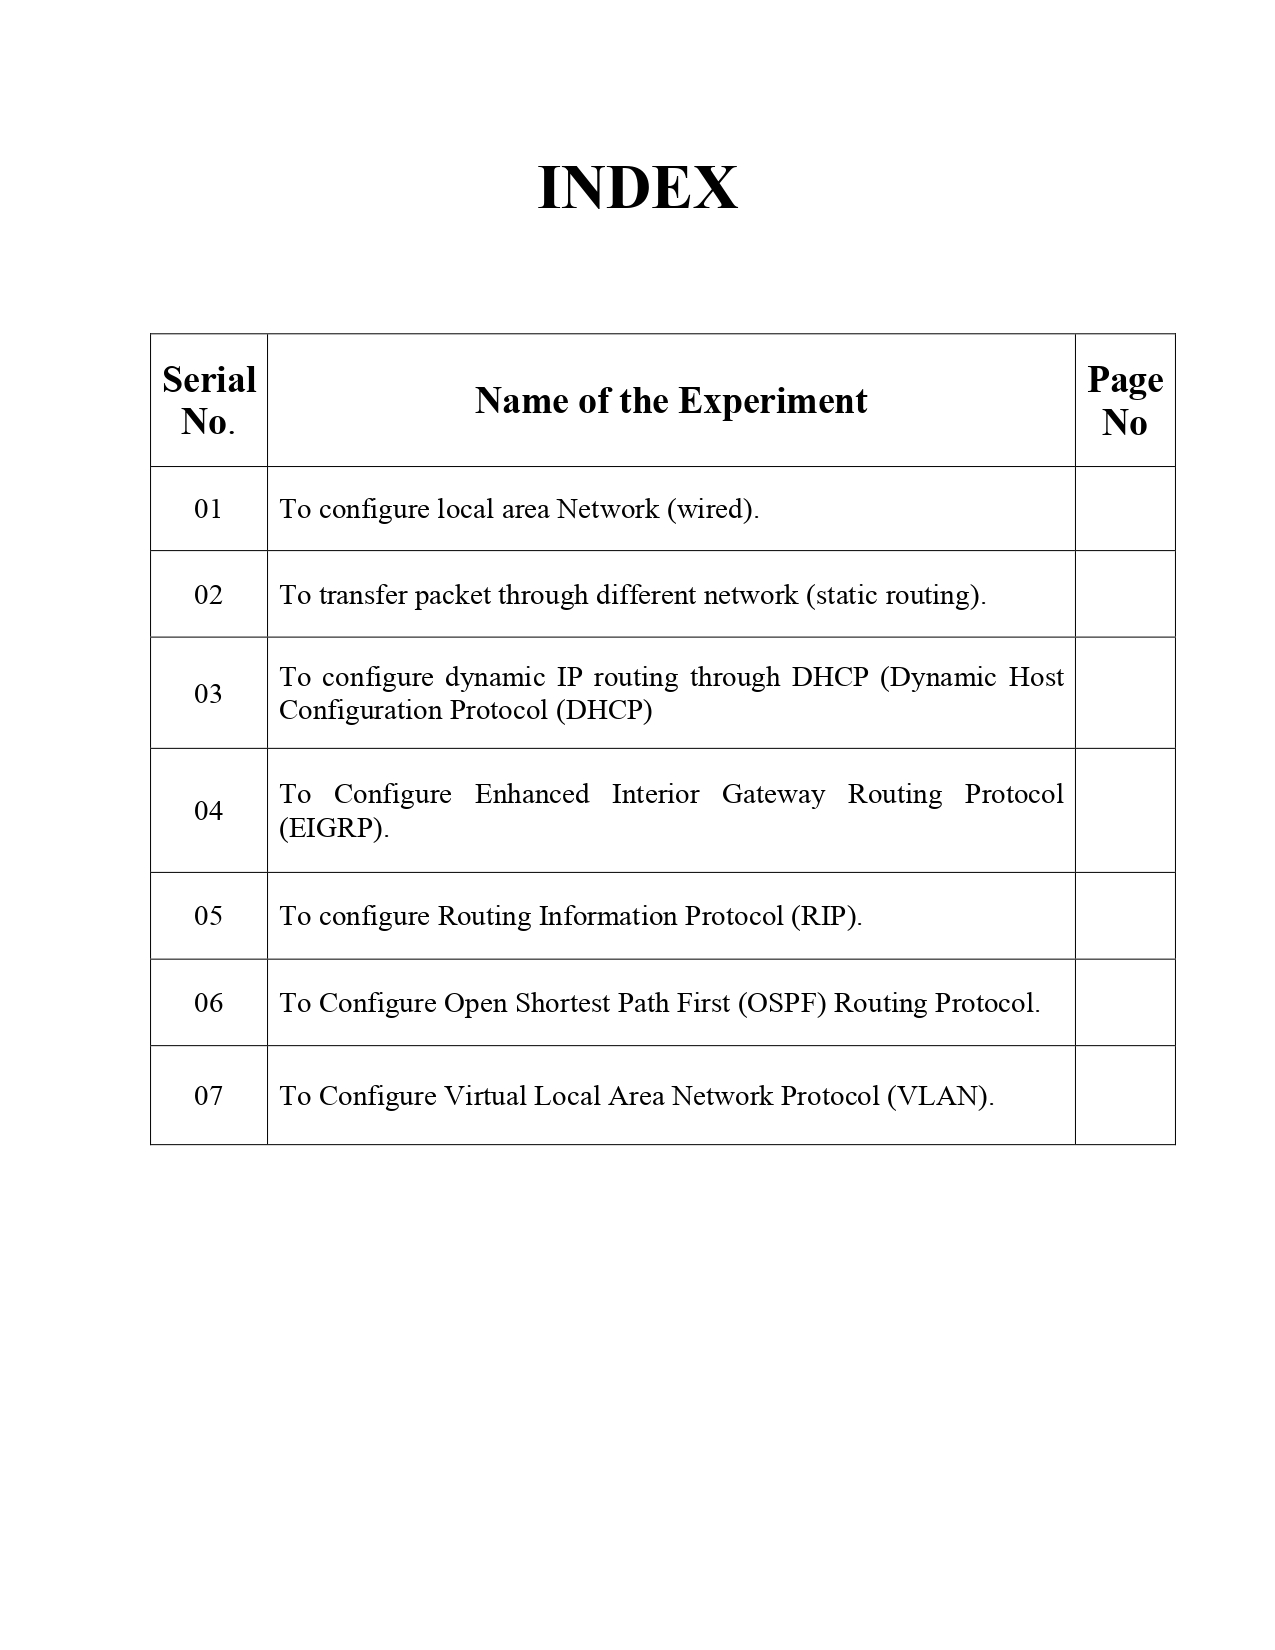 INDEX
Serial No.
Name of the Experiment
Page No
01
To configure local area Network (wired).
02
To transfer packet through different network (static routing).
03
To configure dynamic IP routing through DHCP (Dynamic Host
Configuration Protocol (DHCP)
04
To Configure Enhanced Interior Gateway Routing Protocol
(EIGRP).
05
To configure Routing Information Protocol (RIP).
06
To Configure Open Shortest Path First (OSPF) Routing Protocol.
07
To Configure Virtual Local Area Network Protocol (VLAN).